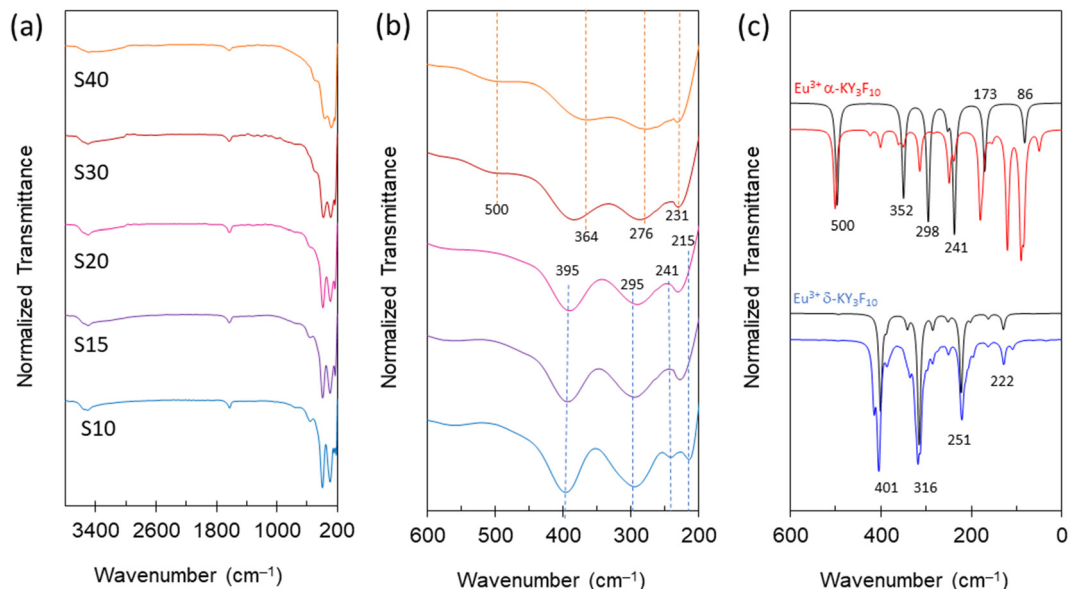 (a)
Normalized Transmittance
S40
S30
S20
S15
S10
3400 2600 1800 1000 200
Wavenumber (cm⁻¹)
(b)
Normalized Transmittance
500
364
276
231
215
395
295
241
600 500 400 300 200
Wavenumber (cm⁻¹)
(c)
Normalized Transmittance
Eu³⁺ α-KY₃F₁₀
173
86
500
352
298
241
Eu³⁺ δ-KY₃F₁₀
222
251
401
316
600 400 200 0
Wavenumber (cm⁻¹)